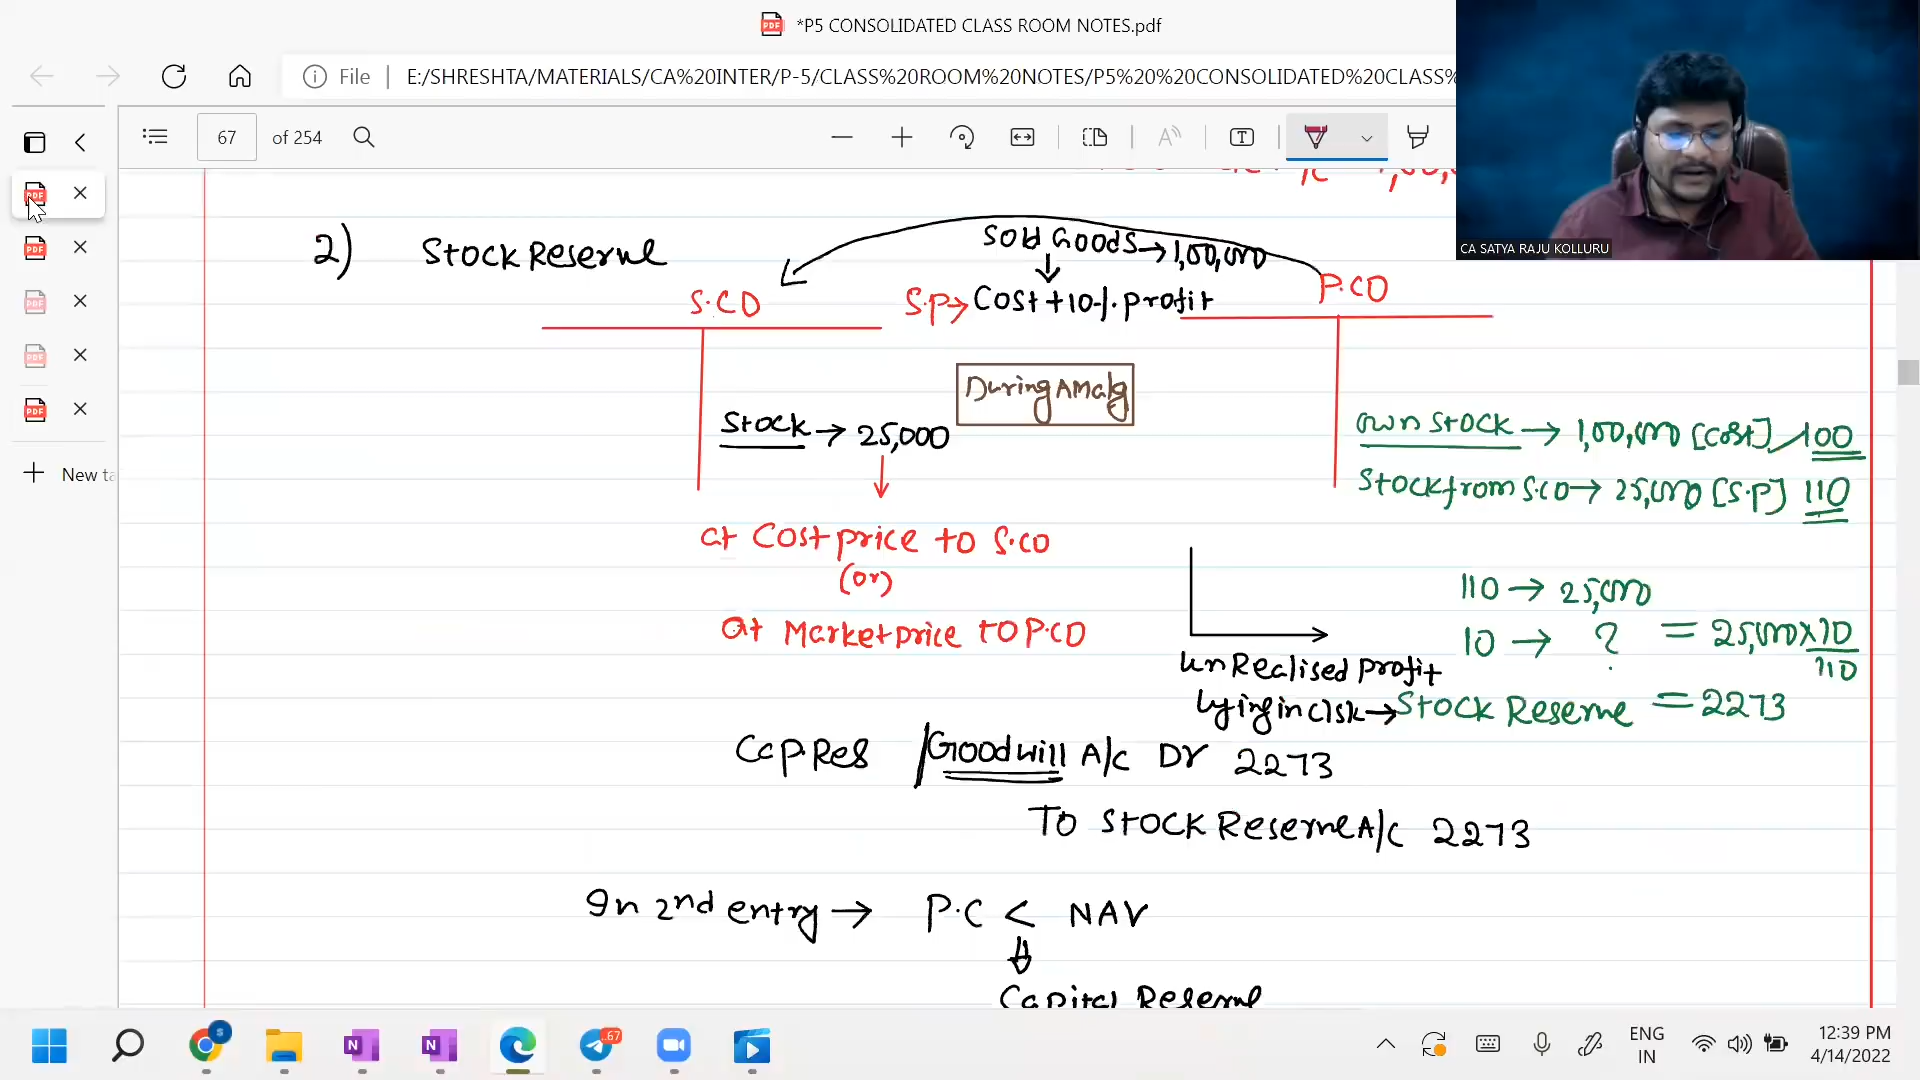 *P5 CONSOLIDATED CLASS ROOM NOTES.pdf
File | E:/SHRESHTA/MATERIALS/CA%20INTER/P-5/CLASS%20ROOM%20NOTES/P5%20%20CONSOLIDATED%20CLASS%
67 of 254
CA SATYA RAJU KOLLURU
New ta
2) Stock Reserve
Sold Goods → 1,00,000
S.CO
S.P → Cost + 10% profit
P.CO
During Amalg
Stock → 25,000
own stock → 1,00,000 [cost] 100
Stock from S.CO → 25,000 [S.P] 110
at Cost price to S.CO
(or)
at Market price to P.CO
110 → 25,000
10 → ? = 25,000 X 10
110
un Realised profit
lying in clsk → Stock Reserve = 2273
Cap. Res / Goodwill A/C Dr 2273
To Stock Reserve A/C 2273
In 2nd entry → P.C < NAV
Capital Reserve
.67
ENG
IN
12:39 PM
4/14/2022